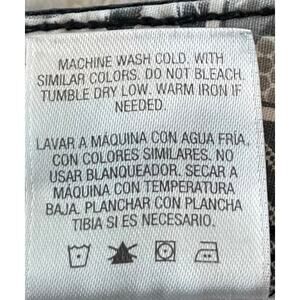 MACHINE WASH COLD. WITH
SIMILAR COLORS. DO NOT BLEACH.
TUMBLE DRY LOW. WARM IRON IF
NEEDED.
LAVAR A MÁQUINA CON AGUA FRÍA,
CON COLORES SIMILARES. NO
USAR BLANQUEADOR. SECAR A
MÁQUINA CON TEMPERATURA
BAJA. PLANCHAR CON PLANCHA
TIBIA SI ES NECESARIO.